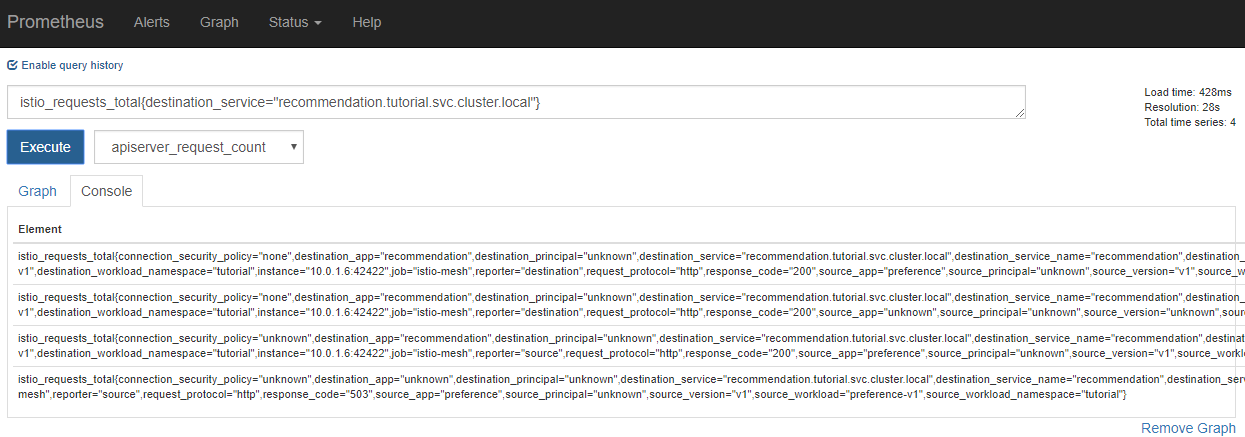 Prometheus Alerts Graph Status Help
Enable query history
istio_requests_total{destination_service="recommendation.tutorial.svc.cluster.local"}
Load time: 428ms
Resolution: 28s
Total time series: 4
Execute apiserver_request_count
Graph Console
Element
istio_requests_total{connection_security_policy="none",destination_app="recommendation",destination_principal="unknown",destination_service="recommendation.tutorial.svc.cluster.local",destination_service_name="recommendation",destination_
v1",destination_workload_namespace="tutorial",instance="10.0.1.6:42422",job="istio-mesh",reporter="destination",request_protocol="http",response_code="200",source_app="preference",source_principal="unknown",source_version="v1",source_w
istio_requests_total{connection_security_policy="none",destination_app="recommendation",destination_principal="unknown",destination_service="recommendation.tutorial.svc.cluster.local",destination_service_name="recommendation",destination_
v1",destination_workload_namespace="tutorial",instance="10.0.1.6:42422",job="istio-mesh",reporter="destination",request_protocol="http",response_code="200",source_app="unknown",source_principal="unknown",source_version="unknown",sou
istio_requests_total{connection_security_policy="unknown",destination_app="recommendation",destination_principal="unknown",destination_service="recommendation.tutorial.svc.cluster.local",destination_service_name="recommendation",destinat
v1",destination_workload_namespace="tutorial",instance="10.0.1.6:42422",job="istio-mesh",reporter="source",request_protocol="http",response_code="200",source_app="preference",source_principal="unknown",source_version="v1",source_worklo
istio_requests_total{connection_security_policy="unknown",destination_app="unknown",destination_principal="unknown",destination_service="recommendation.tutorial.svc.cluster.local",destination_service_name="recommendation",destination_serv
mesh",reporter="source",request_protocol="http",response_code="503",source_app="preference",source_principal="unknown",source_version="v1",source_workload="preference-v1",source_workload_namespace="tutorial"}
Remove Graph